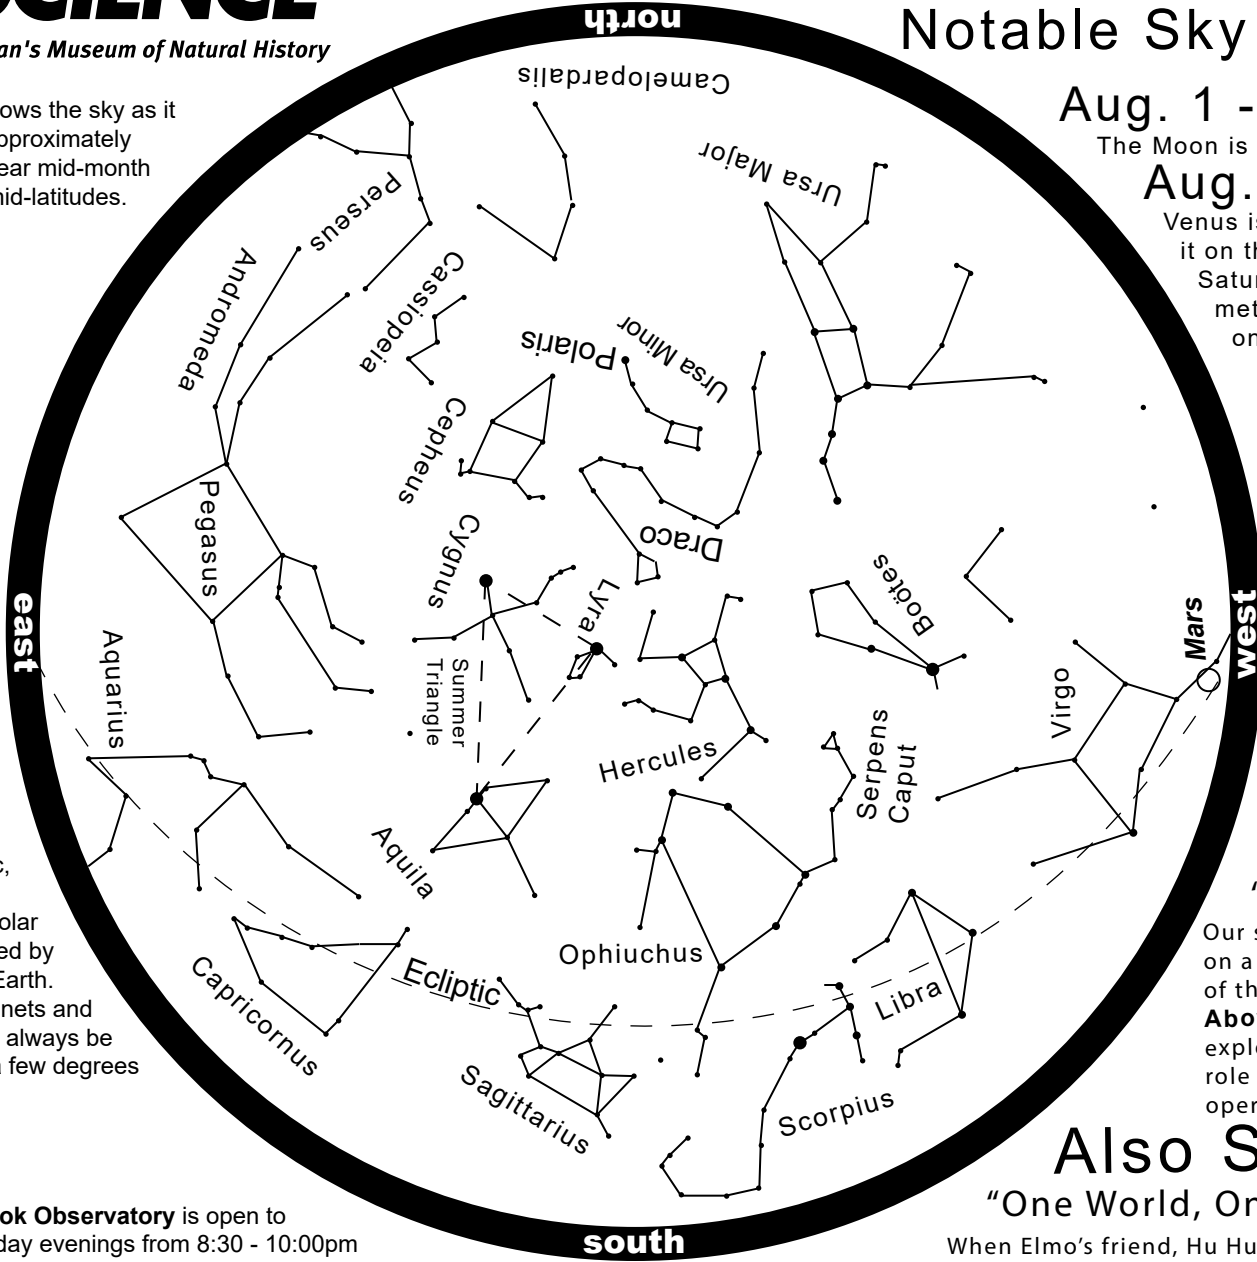 SCIENCE
an's Museum of Natural History
ows the sky as it
pproximately
ear mid-month
mid-latitudes.
Notable Sky
Aug. 1 -
The Moon is
Aug.
Venus is
it on th
Satur
met
on
north
Camelopardalis
Ursa Major
Perseus
Andromeda
Cassiopeia
Polaris
Ursa Minor
Cepheus
Pegasus
Cygnus
Draco
Lyra
Boötes
east
west
Mars
Aquarius
Summer
Triangle
Virgo
Hercules
Serpens
Caput
Aquila
Ophiuchus
Ecliptic
Libra
Capricornus
Sagittarius
Scorpius
south
c,
olar
ed by
Earth.
nets and
always be
a few degrees
ok Observatory is open to
day evenings from 8:30 - 10:00pm
“
Our s
on a
of th
Abo
explo
role
oper
Also S
“One World, On
When Elmo’s friend, Hu Hu